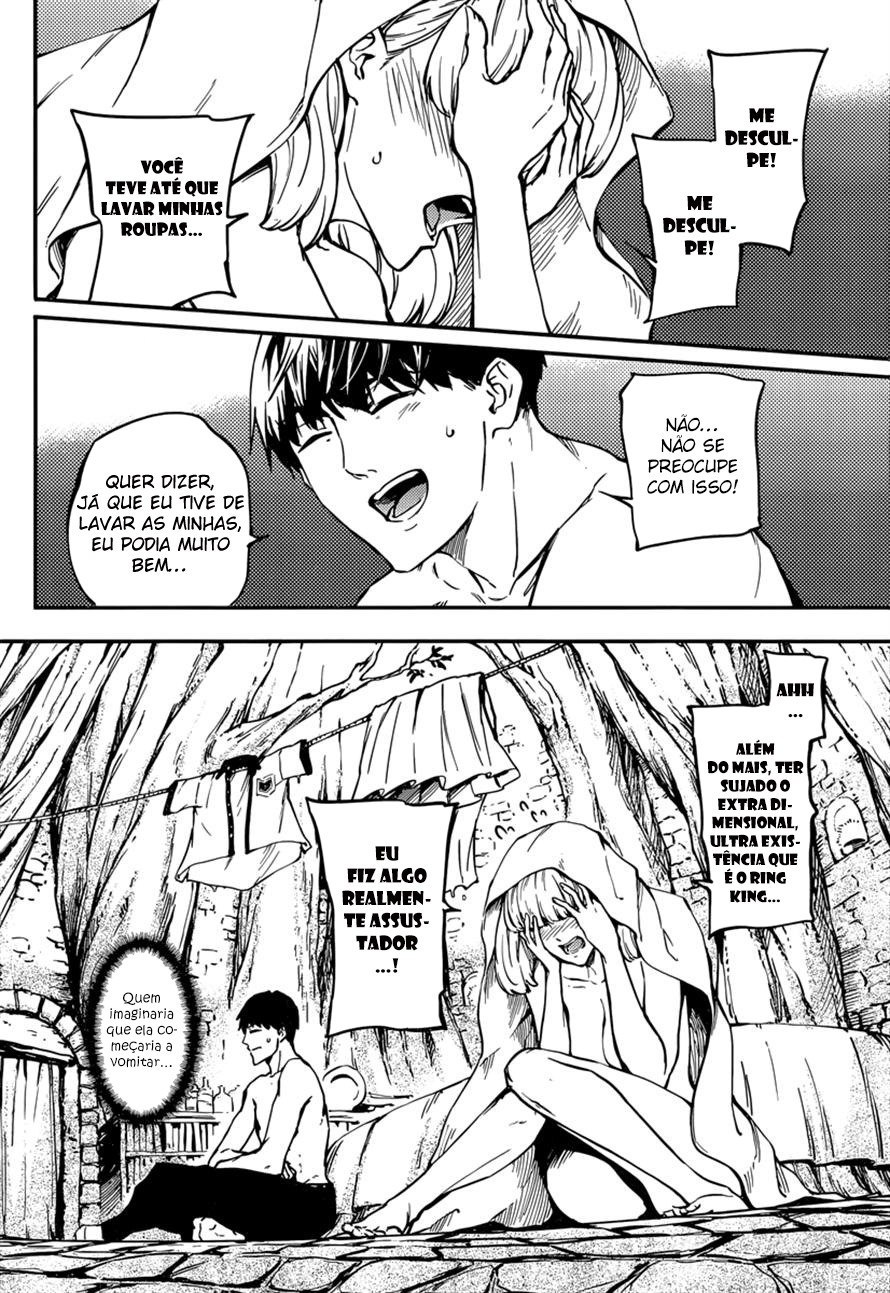 ME
DESCUL-
PE!
ME
DESCUL-
PE!
VOCÊ
TEVE ATÉ QUE
LAVAR MINHAS
ROUPAS...
NÃO...
NÃO SE
PREOCUPE
COM ISSO!
QUER DIZER,
JÁ QUE EU TIVE DE
LAVAR AS MINHAS,
EU PODIA MUITO
BEM...
AHH
...
ALÉM
DO MAIS, TER
SUJADO O
EXTRA DI-
MENSIONAL,
ULTRA EXIS-
TÊNCIA QUE
É O RING
KING...
EU
FIZ ALGO
REALMEN-
TE ASSUS-
TADOR
...!
Quem
imaginaria
que ela co-
meçaria a
vomitar...